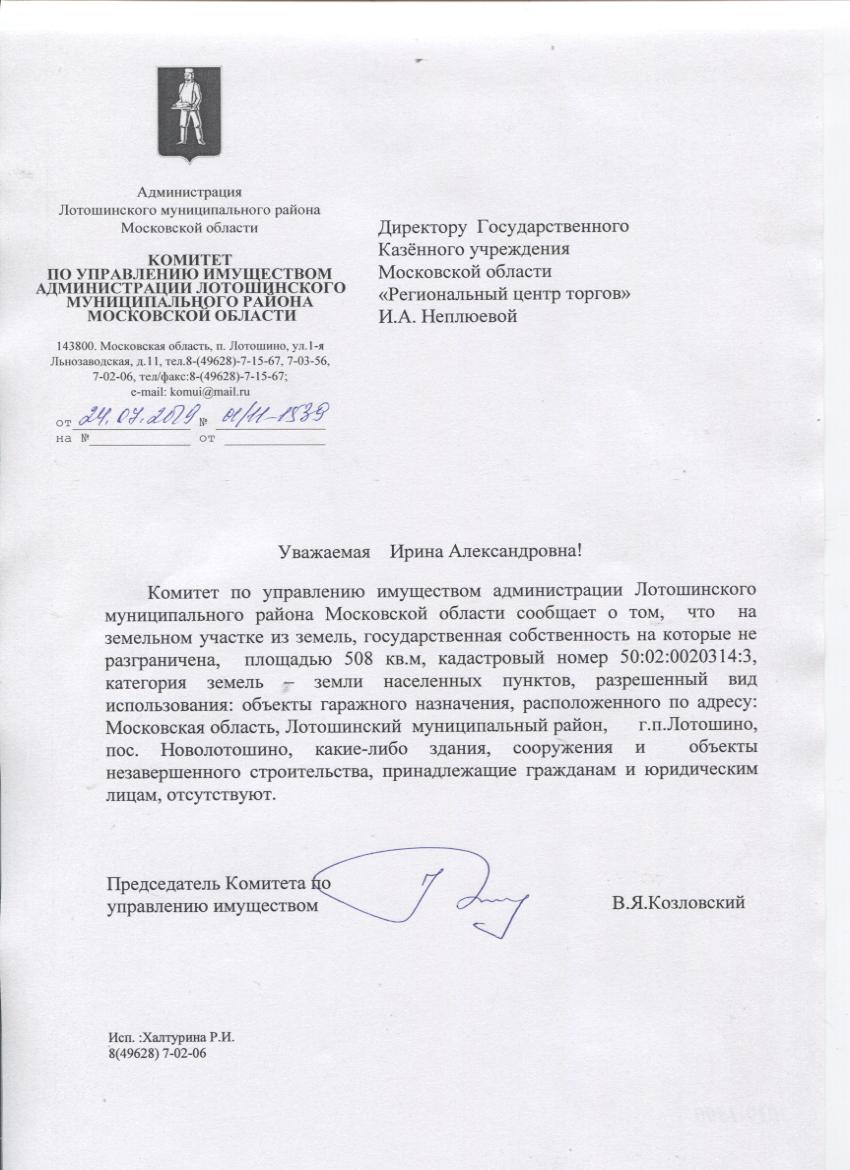 Администрация
Лотошинского муниципального района
Московской области
КОМИТЕТ
ПО УПРАВЛЕНИЮ ИМУЩЕСТВОМ
АДМИНИСТРАЦИИ ЛОТОШИНСКОГО
МУНИЦИПАЛЬНОГО РАЙОНА
МОСКОВСКОЙ ОБЛАСТИ
143800. Московская область, п. Лотошино, ул.1-я
Льнозаводская, д.11, тел.8-(49628)-7-15-67, 7-03-56,
7-02-06, тел/факс:8-(49628)-7-15-67;
e-mail: komui@mail.ru
от 24.07.2019 № 01/11-1539
на №______________ от ______________
Директору Государственного
Казённого учреждения
Московской области
«Региональный центр торгов»
И.А. Неплюевой
Уважаемая Ирина Александровна!
Комитет по управлению имуществом администрации Лотошинского
муниципального района Московской области сообщает о том, что на
земельном участке из земель, государственная собственность на которые не
разграничена, площадью 508 кв.м, кадастровый номер 50:02:0020314:3,
категория земель – земли населенных пунктов, разрешенный вид
использования: объекты гаражного назначения, расположенного по адресу:
Московская область, Лотошинский муниципальный район, г.п.Лотошино,
пос. Новолотошино, какие-либо здания, сооружения и объекты
незавершенного строительства, принадлежащие гражданам и юридическим
лицам, отсутствуют.
Председатель Комитета по
управлению имуществом В.Я.Козловский
Исп. :Халтурина Р.И.
8(49628) 7-02-06